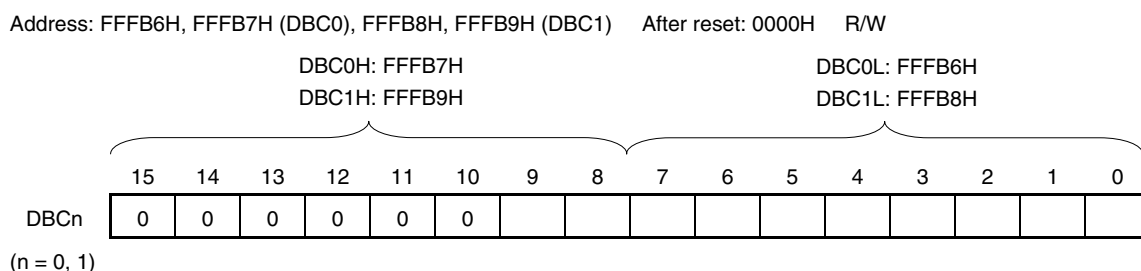 Address: FFFB6H, FFFB7H (DBC0), FFFB8H, FFFB9H (DBC1) After reset: 0000H R/W
DBC0H: FFFB7H DBC0L: FFFB6H
DBC1H: FFFB9H DBC1L: FFFB8H
15 14 13 12 11 10 9 8 7 6 5 4 3 2 1 0
DBCn 0 0 0 0 0 0
(n = 0, 1)